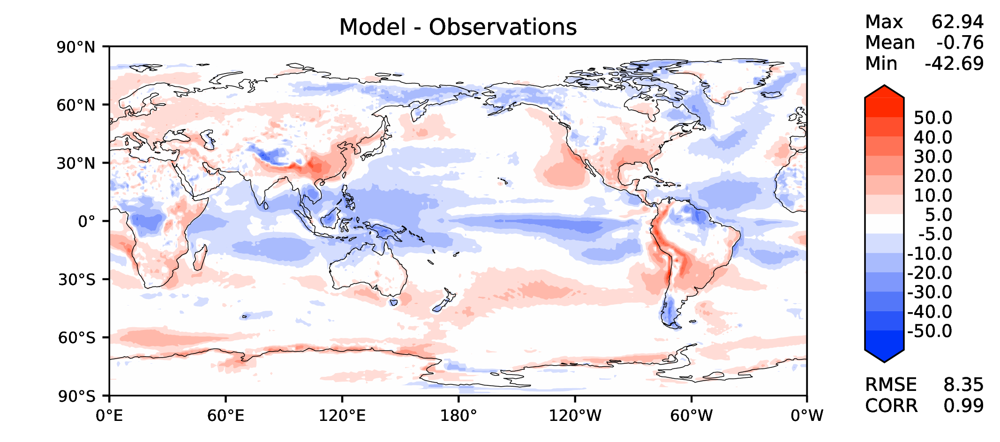 Model - Observations
Max 62.94
Mean -0.76
Min -42.69
90°N
60°N
30°N
0°
30°S
60°S
90°S
0°E 60°E 120°E 180° 120°W 60°W 0°W
50.0
40.0
30.0
20.0
10.0
5.0
-5.0
-10.0
-20.0
-30.0
-40.0
-50.0
RMSE 8.35
CORR 0.99